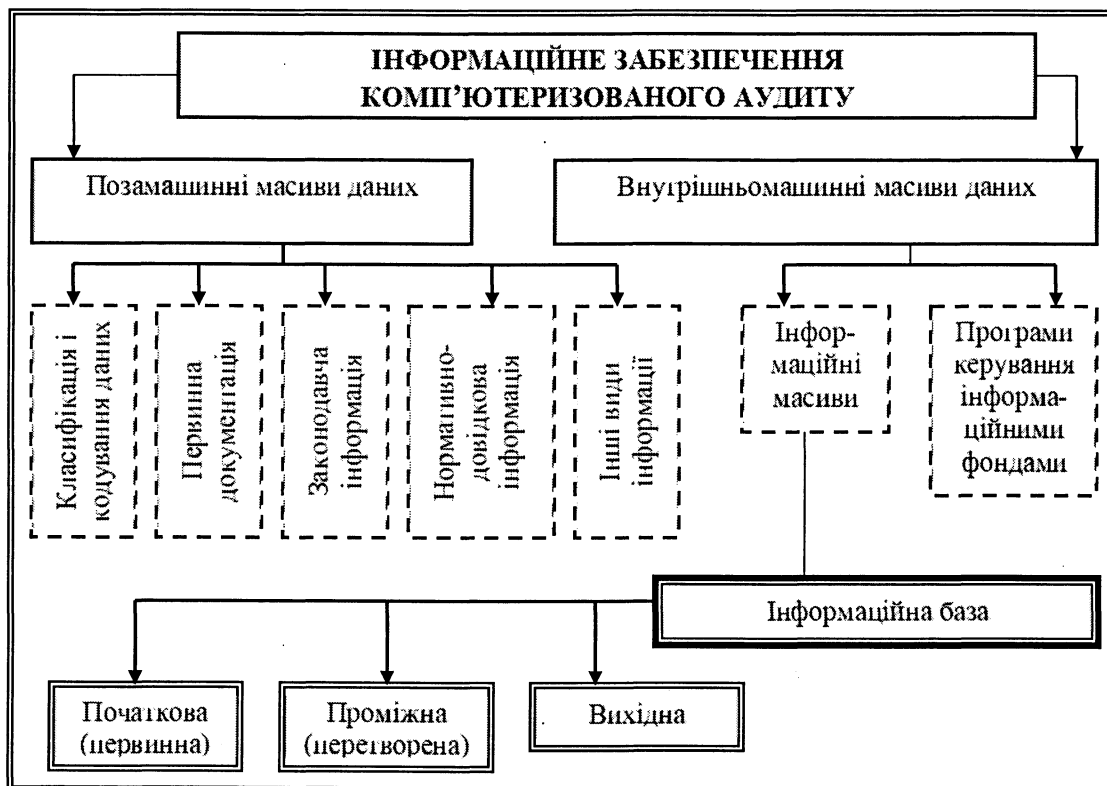 ІНФОРМАЦІЙНЕ ЗАБЕЗПЕЧЕННЯ
КОМП’ЮТЕРИЗОВАНОГО АУДИТУ
Позамашинні масиви даних
Внутрішньомашинні масиви даних
Класифікація і
кодування даних
Первинна
документація
Законодавча
інформація
Нормативно-
довідкова
інформація
Інші види
інформації
Інфор-
маційні
масиви
Програми
керування
інформа-
ційними
фондами
Інформаційна база
Початкова
(первинна)
Проміжна
(перетворена)
Вихідна